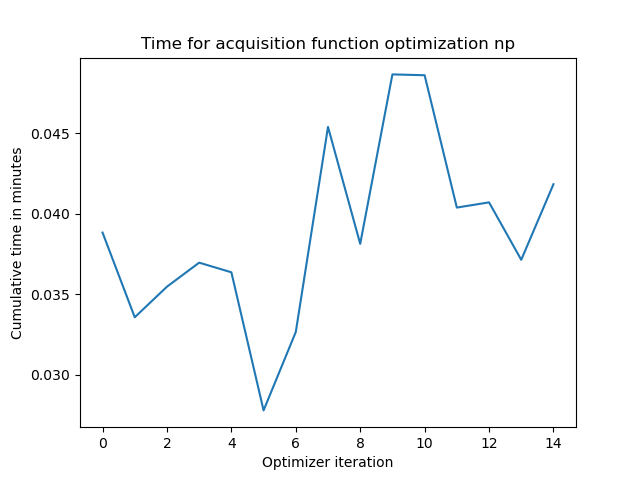 Time for acquisition function optimization np
Cumulative time in minutes
0.045
0.040
0.035
0.030
0 2 4 6 8 10 12 14
Optimizer iteration